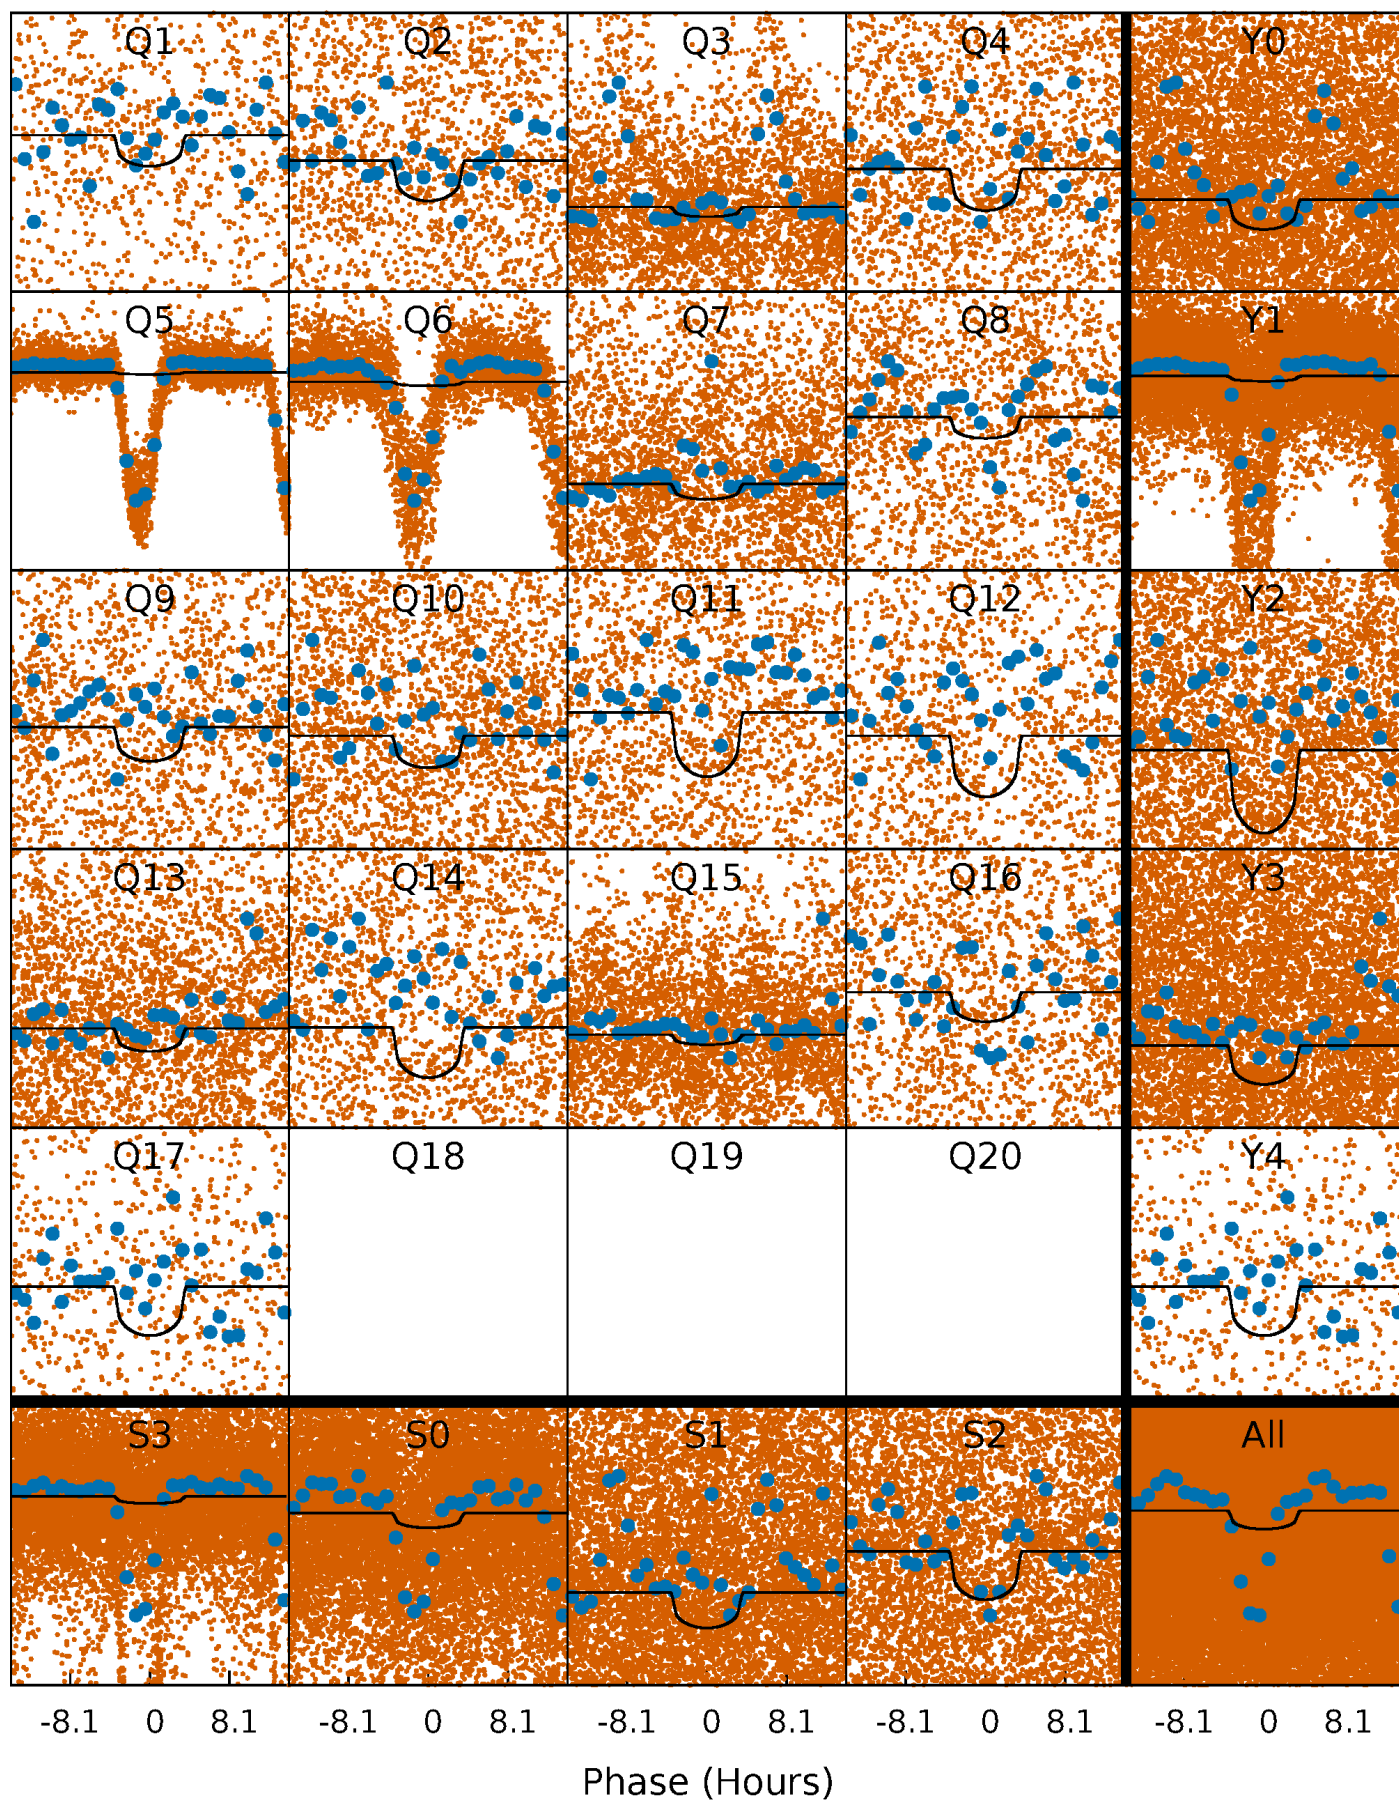 Q1 Q2 Q3 Q4 Y0
Q5 Q6 Q7 Q8 Y1
Q9 Q10 Q11 Q12 Y2
Q13 Q14 Q15 Q16 Y3
Q17 Q18 Q19 Q20 Y4
S3 S0 S1 S2 All
-8.1 0 8.1 -8.1 0 8.1 -8.1 0 8.1 -8.1 0 8.1 -8.1 0 8.1
Phase (Hours)